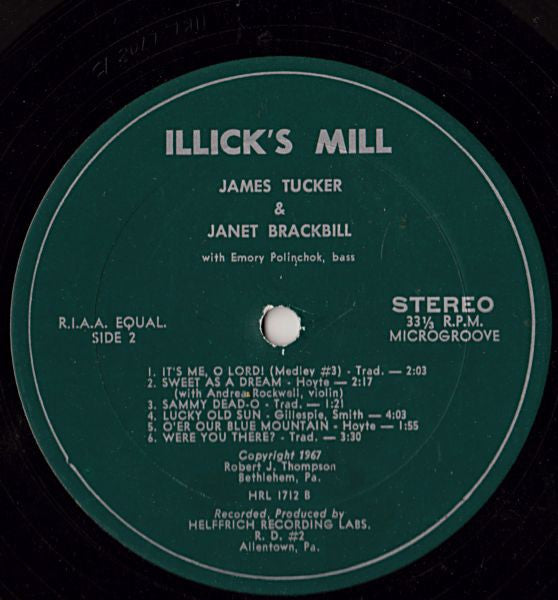 ILLICK'S MILL
JAMES TUCKER
&
JANET BRACKBILL
with Emory Polinchok, bass
R.I.A.A. EQUAL.
SIDE 2
STEREO
33⅓ R.P.M.
MICROGROOVE
1. IT'S ME, O LORD! (Medley #3) - Trad. — 2:03
2. SWEET AS A DREAM - Hoyte — 2:17
(with Andrea Rockwell, violin)
3. SAMMY DEAD-O - Trad. — 1:21
4. LUCKY OLD SUN - Gillespie, Smith — 4:03
5. O'ER OUR BLUE MOUNTAIN - Hoyte — 1:55
6. WERE YOU THERE? - Trad. — 3:30
Copyright 1967
Robert J. Thompson
Bethlehem, Pa.
HRL 1712 B
Recorded, Produced by
HELFFRICH RECORDING LABS.
R. D. #2
Allentown, Pa.